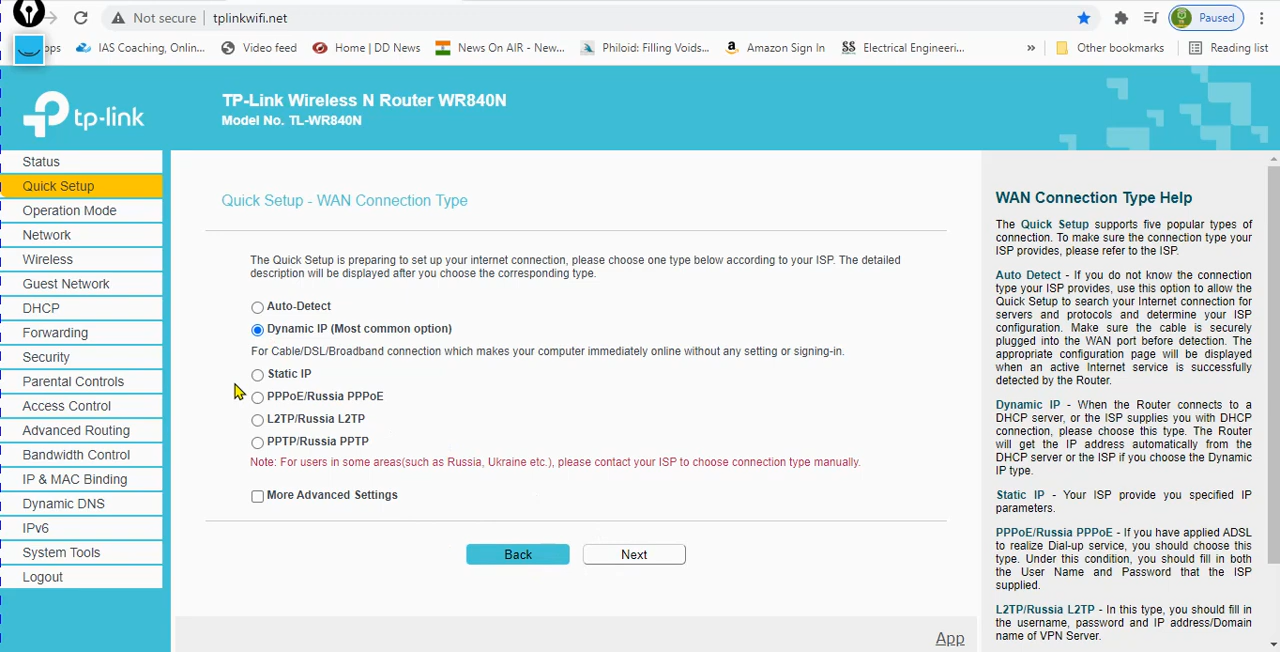 Not secure tplinkwifi.net Paused
ps IAS Coaching, Onlin... Video feed Home | DD News News On AIR - New... Philoid: Filling Voids... Amazon Sign In Electrical Engineeri... » Other bookmarks Reading list
tp-link
TP-Link Wireless N Router WR840N
Model No. TL-WR840N
Status
Quick Setup
Operation Mode
Network
Wireless
Guest Network
DHCP
Forwarding
Security
Parental Controls
Access Control
Advanced Routing
Bandwidth Control
IP & MAC Binding
Dynamic DNS
IPv6
System Tools
Logout
Quick Setup - WAN Connection Type
The Quick Setup is preparing to set up your internet connection, please choose one type below according to your ISP. The detailed
description will be displayed after you choose the corresponding type.
Auto-Detect
Dynamic IP (Most common option)
For Cable/DSL/Broadband connection which makes your computer immediately online without any setting or signing-in.
Static IP
PPPoE/Russia PPPoE
L2TP/Russia L2TP
PPTP/Russia PPTP
Note: For users in some areas(such as Russia, Ukraine etc.), please contact your ISP to choose connection type manually.
More Advanced Settings
Back Next
App
WAN Connection Type Help
The Quick Setup supports five popular types of
connection. To make sure the connection type your
ISP provides, please refer to the ISP.
Auto Detect - If you do not know the connection
type your ISP provides, use this option to allow the
Quick Setup to search your Internet connection for
servers and protocols and determine your ISP
configuration. Make sure the cable is securely
plugged into the WAN port before detection. The
appropriate configuration page will be displayed
when an active Internet service is successfully
detected by the Router.
Dynamic IP - When the Router connects to a
DHCP server, or the ISP supplies you with DHCP
connection, please choose this type. The Router
will get the IP address automatically from the
DHCP server or the ISP if you choose the Dynamic
IP type.
Static IP - Your ISP provide you specified IP
parameters.
PPPoE/Russia PPPoE - If you have applied ADSL
to realize Dial-up service, you should choose this
type. Under this condition, you should fill in both
the User Name and Password that the ISP
supplied.
L2TP/Russia L2TP - In this type, you should fill in
the username, password and IP address/Domain
name of VPN Server.